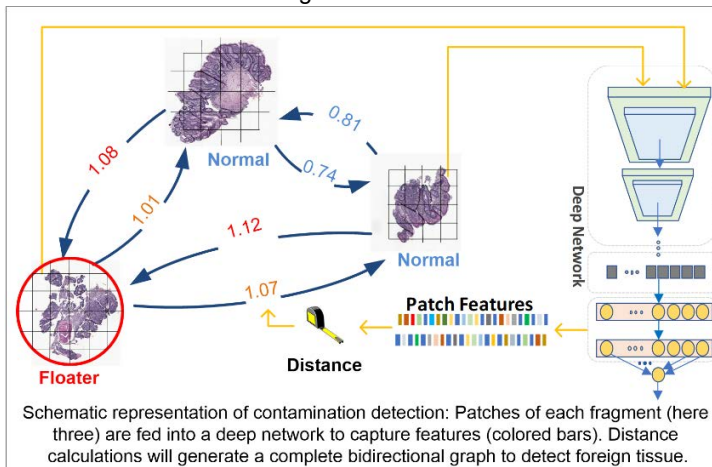 0.81
Normal
0.74
1.08
1.01
Normal
1.12
1.07
Floater
Distance
Patch Features
Deep Network
Schematic representation of contamination detection: Patches of each fragment (here
three) are fed into a deep network to capture features (colored bars). Distance
calculations will generate a complete bidirectional graph to detect foreign tissue.